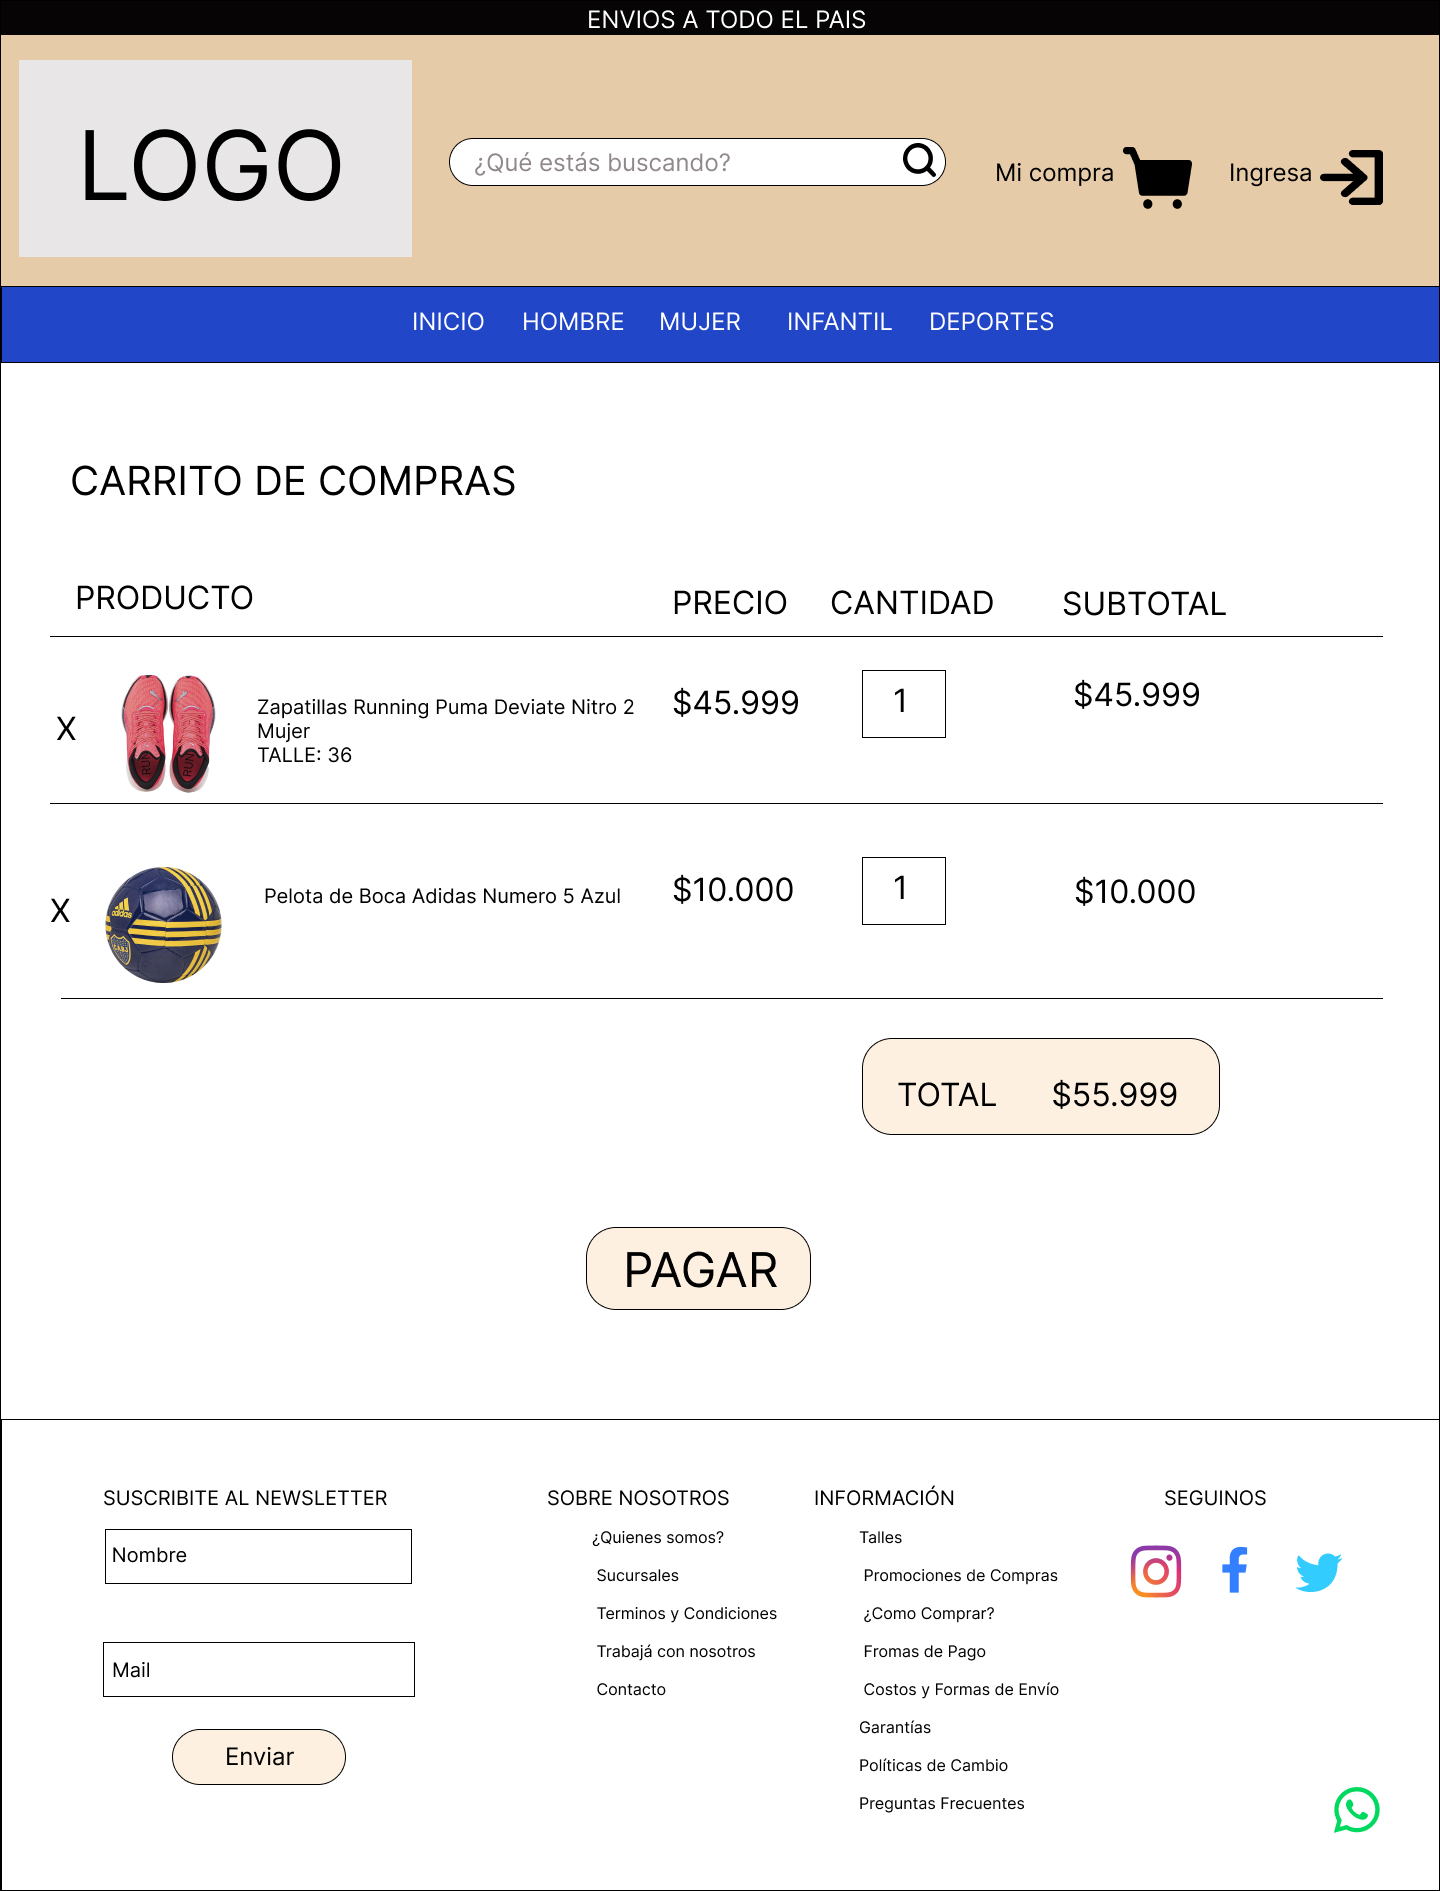 ENVIOS A TODO EL PAIS
LOGO
¿Qué estás buscando?
Mi compra
Ingresa
INICIO HOMBRE MUJER INFANTIL DEPORTES
CARRITO DE COMPRAS
PRODUCTO PRECIO CANTIDAD SUBTOTAL
X
RUN RUN
Zapatillas Running Puma Deviate Nitro 2
Mujer
TALLE: 36
$45.999 1 $45.999
X
adidas
Pelota de Boca Adidas Numero 5 Azul
$10.000 1 $10.000
TOTAL $55.999
PAGAR
SUSCRIBITE AL NEWSLETTER
Nombre
Mail
Enviar
SOBRE NOSOTROS
¿Quienes somos?
Sucursales
Terminos y Condiciones
Trabajá con nosotros
Contacto
INFORMACIÓN
Talles
Promociones de Compras
¿Como Comprar?
Fromas de Pago
Costos y Formas de Envío
Garantías
Políticas de Cambio
Preguntas Frecuentes
SEGUINOS